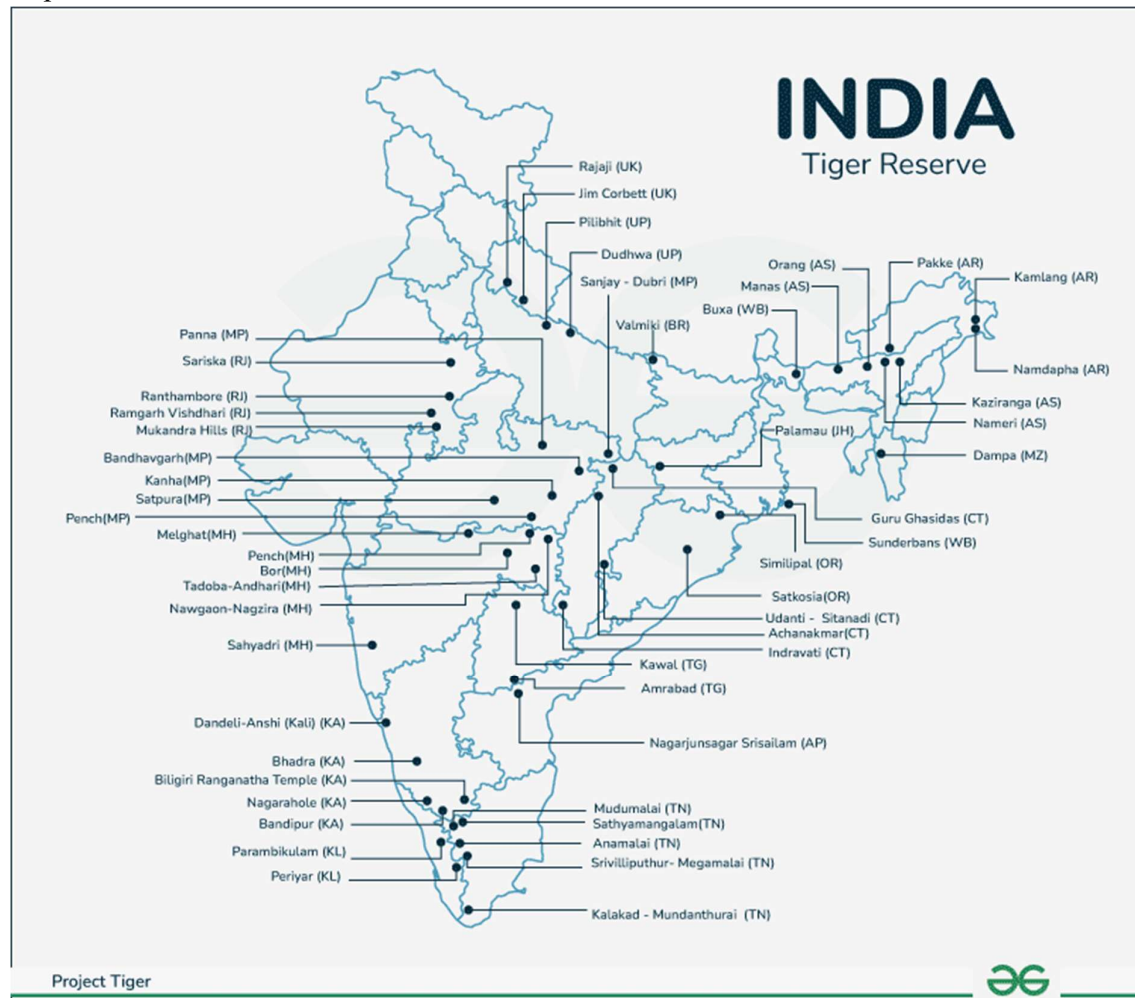 INDIA
Tiger Reserve
Rajaji (UK)
Jim Corbett (UK)
Pilibhit (UP)
Dudhwa (UP)
Sanjay - Dubri (MP)
Valmiki (BR)
Orang (AS)
Manas (AS)
Buxa (WB)
Pakke (AR)
Kamlang (AR)
Namdapha (AR)
Kaziranga (AS)
Nameri (AS)
Dampa (MZ)
Palamau (JH)
Guru Ghasidas (CT)
Sunderbans (WB)
Similipal (OR)
Satkosia(OR)
Udanti - Sitanadi (CT)
Achanakmar(CT)
Indravati (CT)
Kawal (TG)
Amrabad (TG)
Nagarjunsagar Srisailam (AP)
Panna (MP)
Sariska (RJ)
Ranthambore (RJ)
Ramgarh Vishdhari (RJ)
Mukandra Hills (RJ)
Bandhavgarh(MP)
Kanha(MP)
Satpura(MP)
Pench(MP)
Melghat(MH)
Pench(MH)
Bor(MH)
Tadoba-Andhari(MH)
Nawgaon-Nagzira (MH)
Sahyadri (MH)
Dandeli-Anshi (Kali) (KA)
Bhadra (KA)
Biligiri Ranganatha Temple (KA)
Nagarahole (KA)
Bandipur (KA)
Parambikulam (KL)
Periyar (KL)
Mudumalai (TN)
Sathyamangalam(TN)
Anamalai (TN)
Srivilliputhur- Megamalai (TN)
Kalakad - Mundanthurai (TN)
Project Tiger